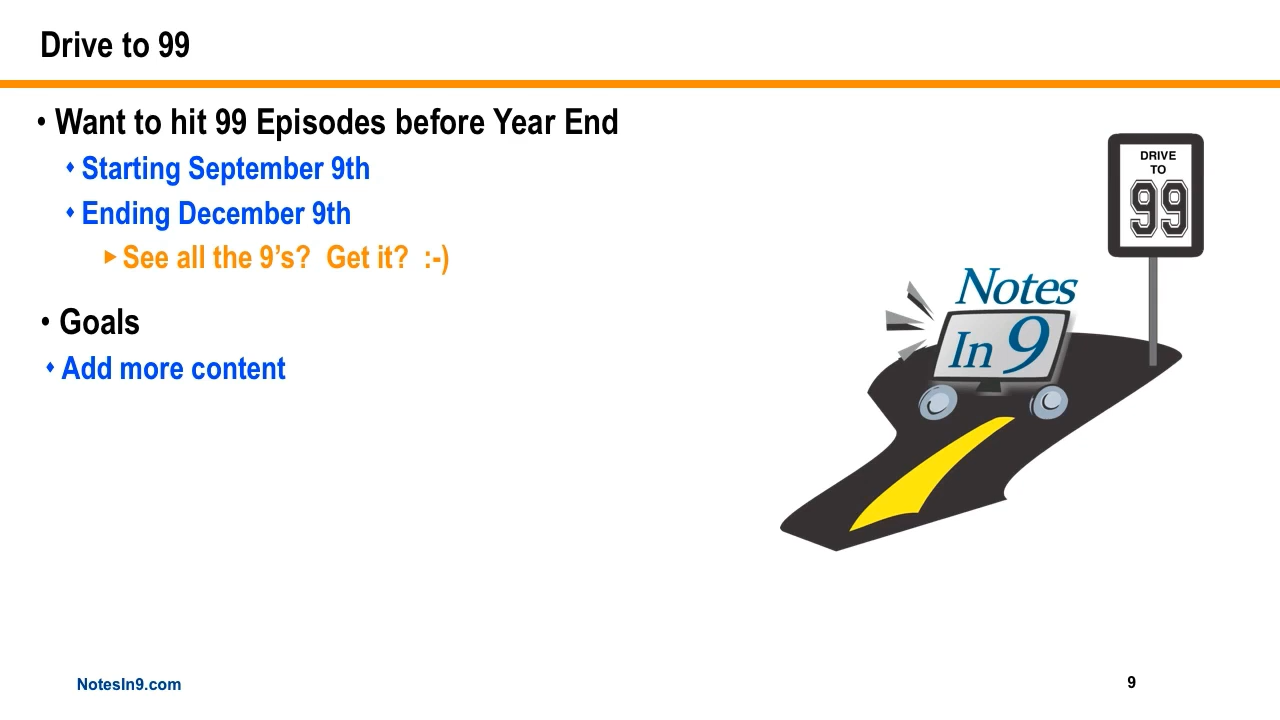 Drive to 99
• Want to hit 99 Episodes before Year End
♦ Starting September 9th
♦ Ending December 9th
► See all the 9’s?  Get it?  :-)
• Goals
♦ Add more content
DRIVE
TO
99
Notes
In 9
NotesIn9.com
9